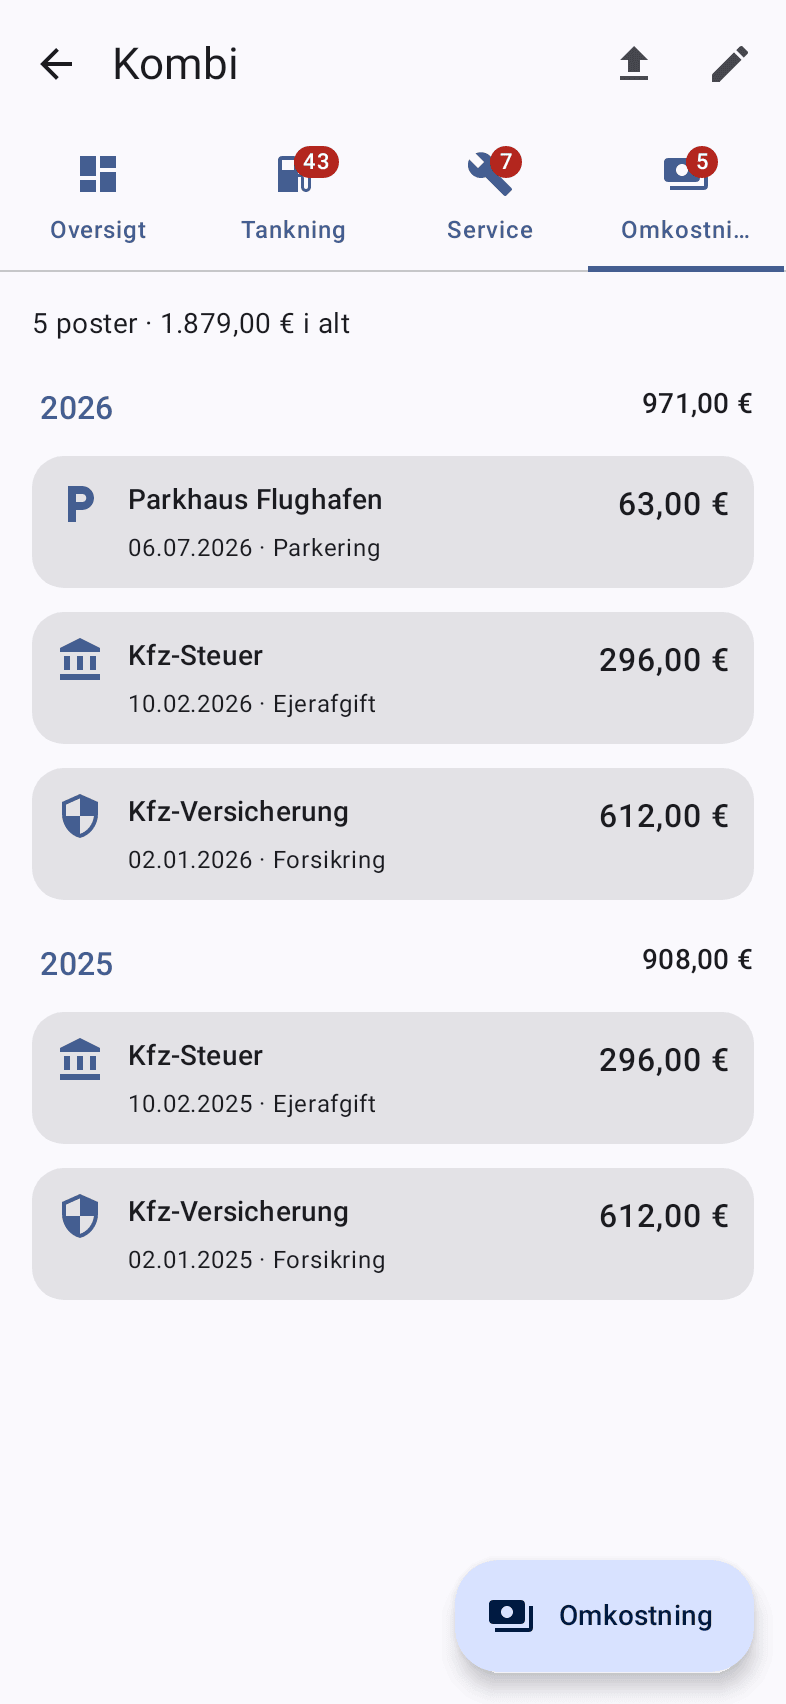 Kombi
43
7
5
Oversigt
Tankning
Service
Omkostni...
5 poster · 1.879,00 € i alt
2026
971,00 €
P
Parkhaus Flughafen
63,00 €
06.07.2026 · Parkering
Kfz-Steuer
296,00 €
10.02.2026 · Ejerafgift
Kfz-Versicherung
612,00 €
02.01.2026 · Forsikring
2025
908,00 €
Kfz-Steuer
296,00 €
10.02.2025 · Ejerafgift
Kfz-Versicherung
612,00 €
02.01.2025 · Forsikring
Omkostning